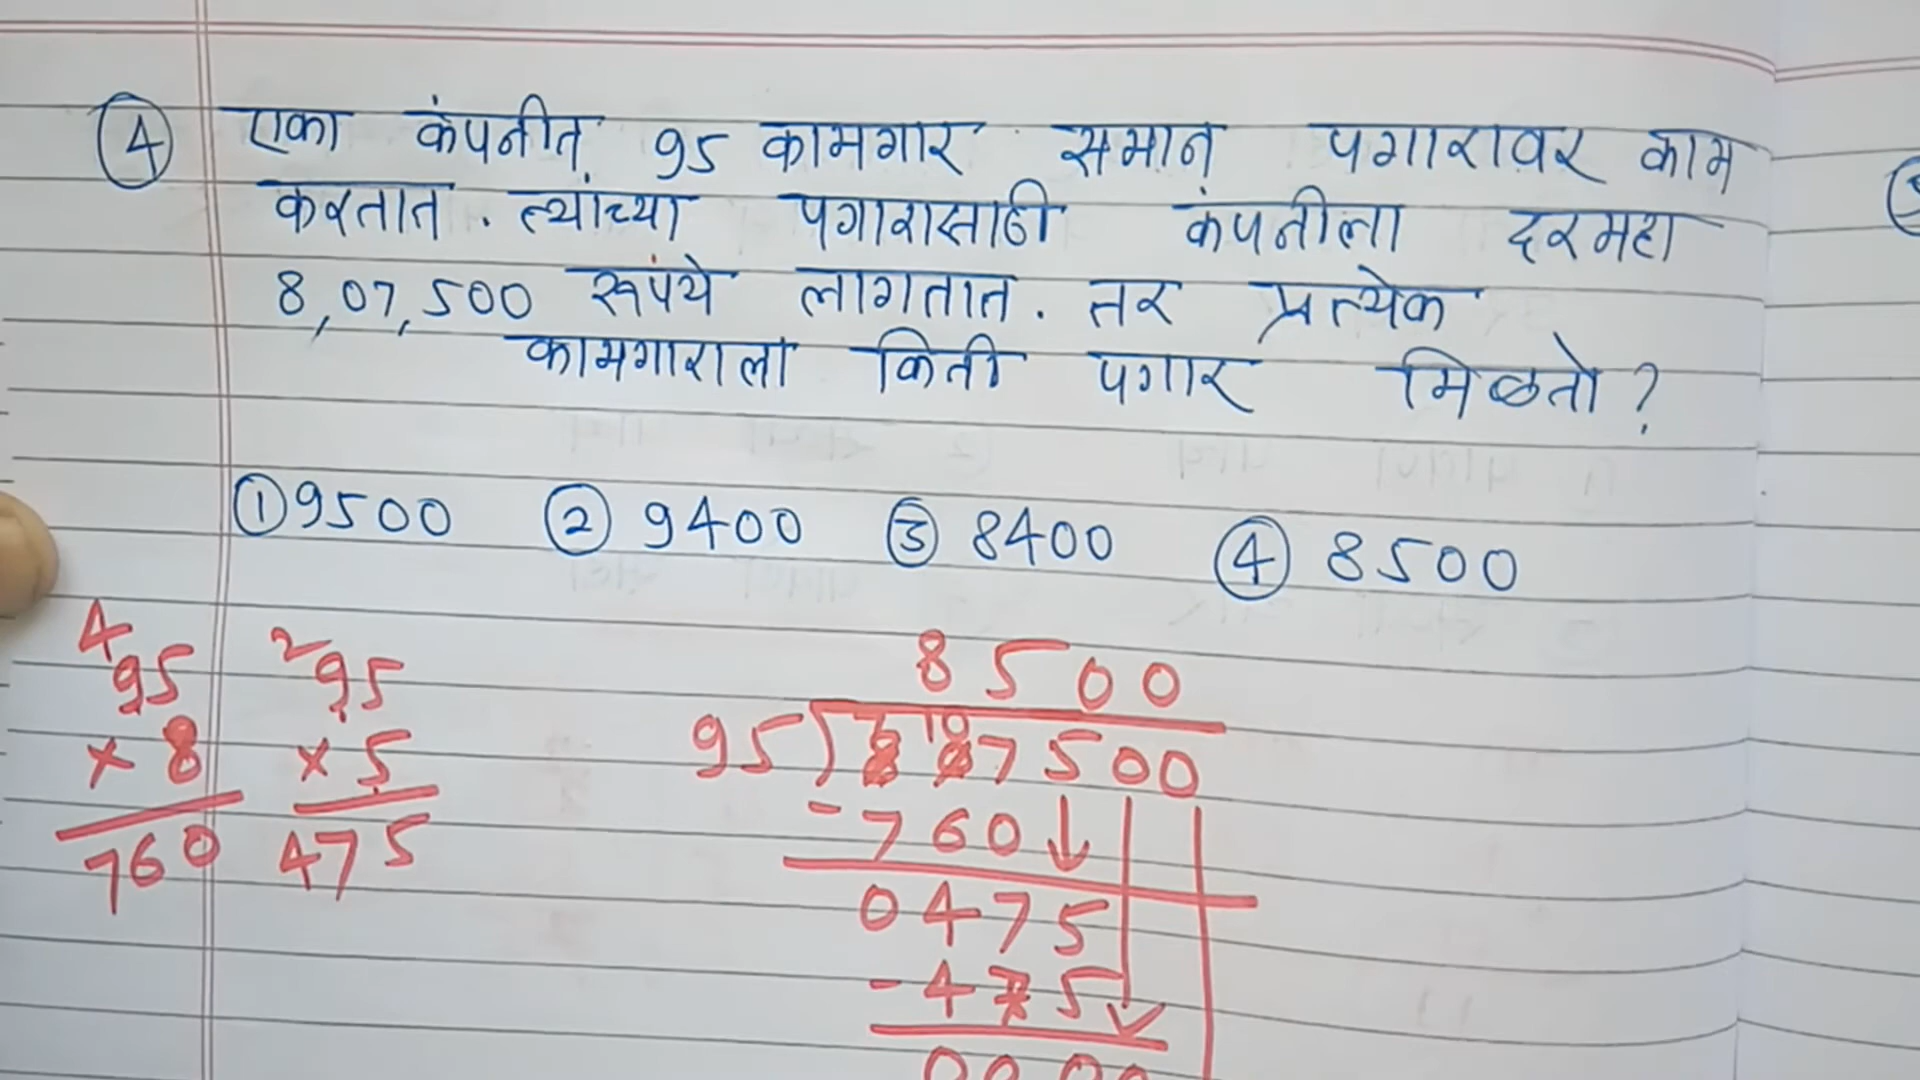 4 एका कंपनीत 95 कामगार समान पगारावर काम
करतात. त्यांच्या पगारासाठी कंपनीला दरमहा
8,07,500 रूपये लागतात. तर प्रत्येक
कामगाराला किती पगार मिळतो?
1 9500 2 9400 3 8400 4 8500
4 2 8500
95 95 95) 807500
× 8 × 5 - 760
760 475 0475
- 475